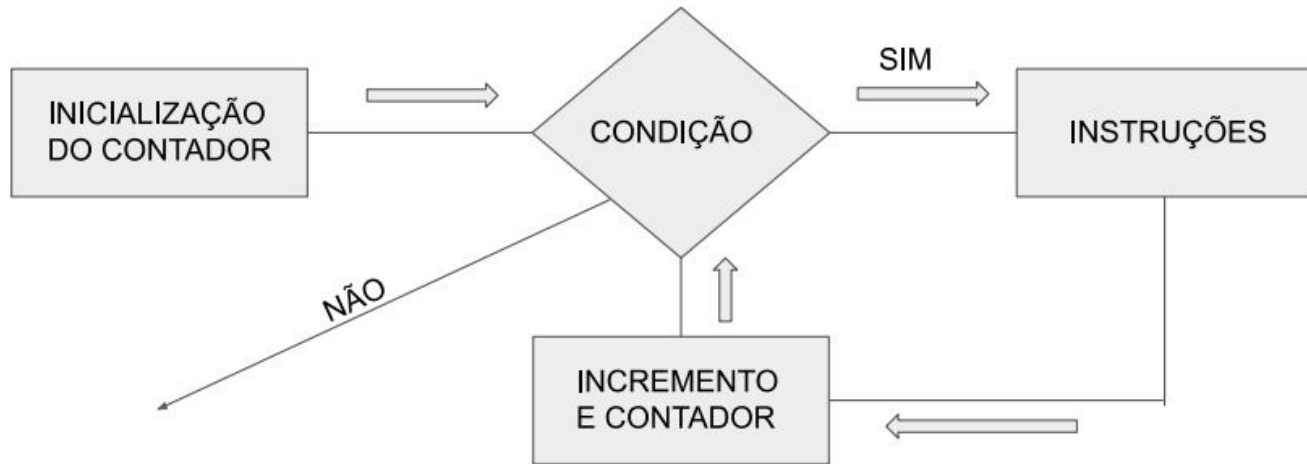 SIM
INICIALIZAÇÃO
DO CONTADOR
CONDIÇÃO
INSTRUÇÕES
NÃO
INCREMENTO
E CONTADOR